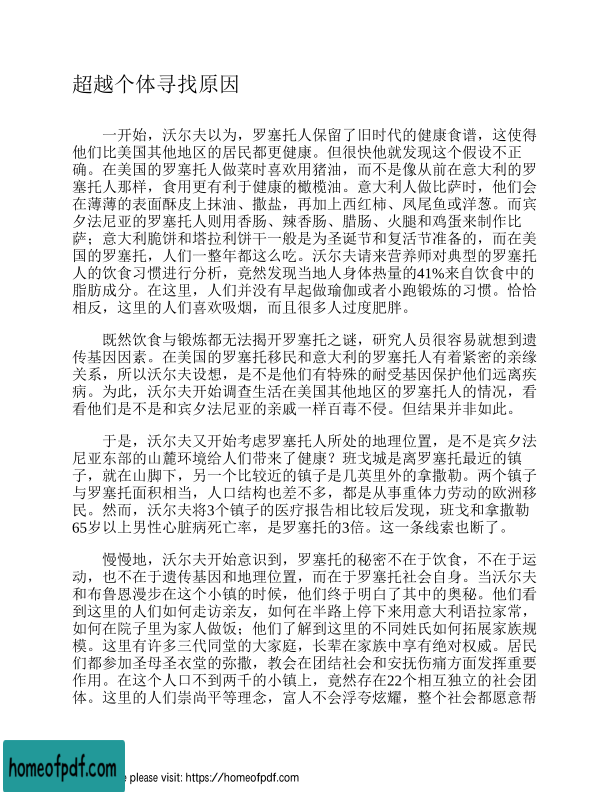 超越个体寻找原因
一开始，沃尔夫以为，罗塞托人保留了旧时代的健康食谱，这使得
他们比美国其他地区的居民都更健康。但很快他就发现这个假设不正
确。在美国的罗塞托人做菜时喜欢用猪油，而不是像从前在意大利的罗
塞托人那样，食用更有利于健康的橄榄油。意大利人做比萨时，他们会
在薄薄的表面酥皮上抹油、撒盐，再加上西红柿、凤尾鱼或洋葱。而宾
夕法尼亚的罗塞托人则用香肠、辣香肠、腊肠、火腿和鸡蛋来制作比
萨；意大利脆饼和塔拉利饼干一般是为圣诞节和复活节准备的，而在美
国的罗塞托，人们一整年都这么吃。沃尔夫请来营养师对典型的罗塞托
人的饮食习惯进行分析，竟然发现当地人身体热量的41%来自饮食中的
脂肪成分。在这里，人们并没有早起做瑜伽或者小跑锻炼的习惯。恰恰
相反，这里的人们喜欢吸烟，而且很多人过度肥胖。
既然饮食与锻炼都无法揭开罗塞托之谜，研究人员很容易就想到遗
传基因因素。在美国的罗塞托移民和意大利的罗塞托人有着紧密的亲缘
关系，所以沃尔夫设想，是不是他们有特殊的耐受基因保护他们远离疾
病。为此，沃尔夫开始调查生活在美国其他地区的罗塞托人的情况，看
看他们是不是和宾夕法尼亚的亲戚一样百毒不侵。但结果并非如此。
于是，沃尔夫又开始考虑罗塞托人所处的地理位置，是不是宾夕法
尼亚东部的山麓环境给人们带来了健康？班戈城是离罗塞托最近的镇
子，就在山脚下，另一个比较近的镇子是几英里外的拿撒勒。两个镇子
与罗塞托面积相当，人口结构也差不多，都是从事重体力劳动的欧洲移
民。然而，沃尔夫将3个镇子的医疗报告相比较后发现，班戈和拿撒勒
65岁以上男性心脏病死亡率，是罗塞托的3倍。这一条线索也断了。
慢慢地，沃尔夫开始意识到，罗塞托的秘密不在于饮食，不在于运
动，也不在于遗传基因和地理位置，而在于罗塞托社会自身。当沃尔夫
和布鲁恩漫步在这个小镇的时候，他们终于明白了其中的奥秘。他们看
到这里的人们如何走访亲友，如何在半路上停下来用意大利语拉家常，
如何在院子里为家人做饭；他们了解到这里的不同姓氏如何拓展家族规
模。这里有许多三代同堂的大家庭，长辈在家族中享有绝对权威。居民
们都参加圣母圣衣堂的弥撒，教会在团结社会和安抚伤痛方面发挥重要
作用。在这个人口不到两千的小镇上，竟然存在22个相互独立的社会团
体。这里的人们崇尚平等理念，富人不会浮夸炫耀，整个社会都愿意帮
homeofpdf.com
please visit: https://homeofpdf.com